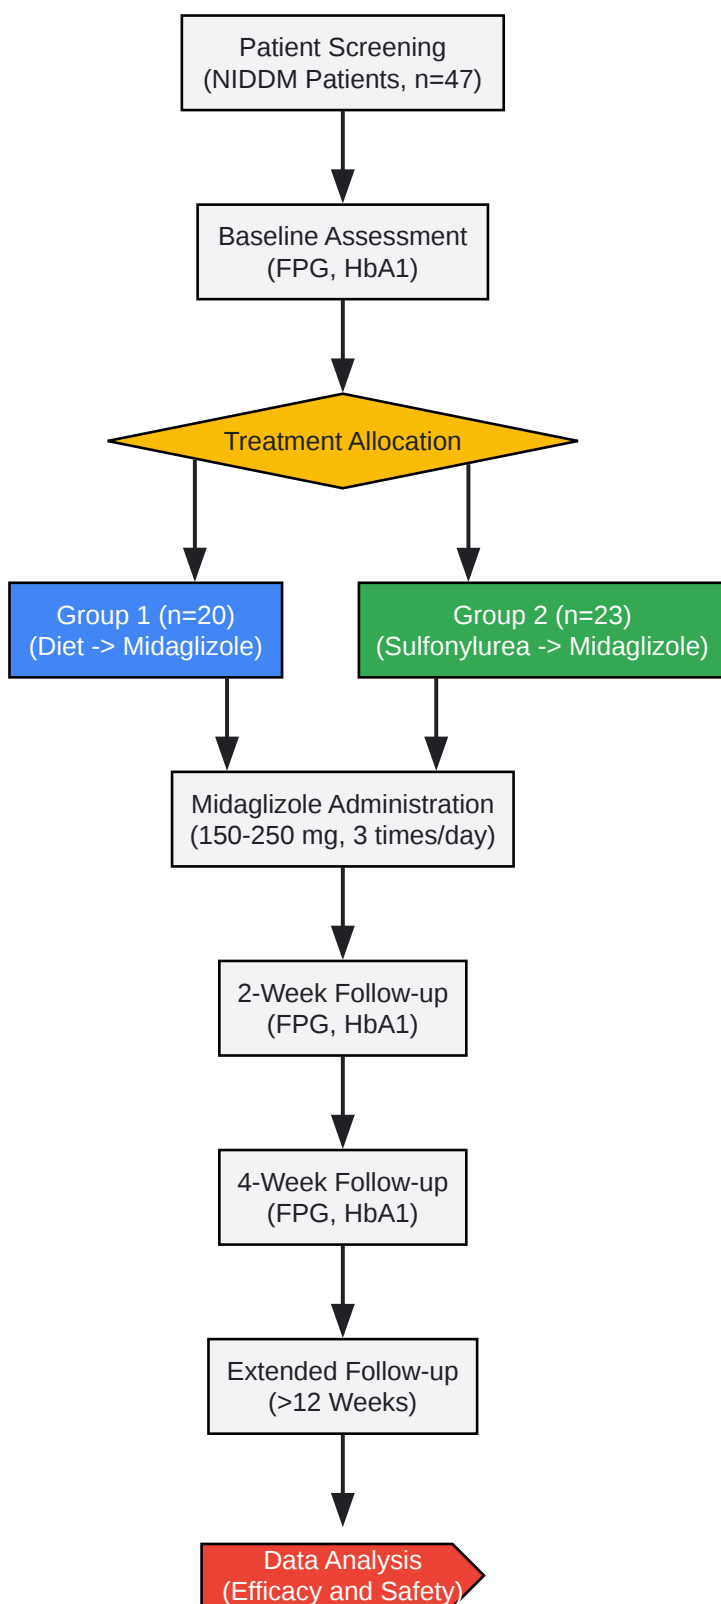 Patient Screening
(NIDDM Patients, n=47)
Baseline Assessment
(FPG, HbA1)
Treatment Allocation
Group 1 (n=20)
(Diet -> Midaglizole)
Group 2 (n=23)
(Sulfonylurea -> Midaglizole)
Midaglizole Administration
(150-250 mg, 3 times/day)
2-Week Follow-up
(FPG, HbA1)
4-Week Follow-up
(FPG, HbA1)
Extended Follow-up
(>12 Weeks)
Data Analysis
(Efficacy and Safety)